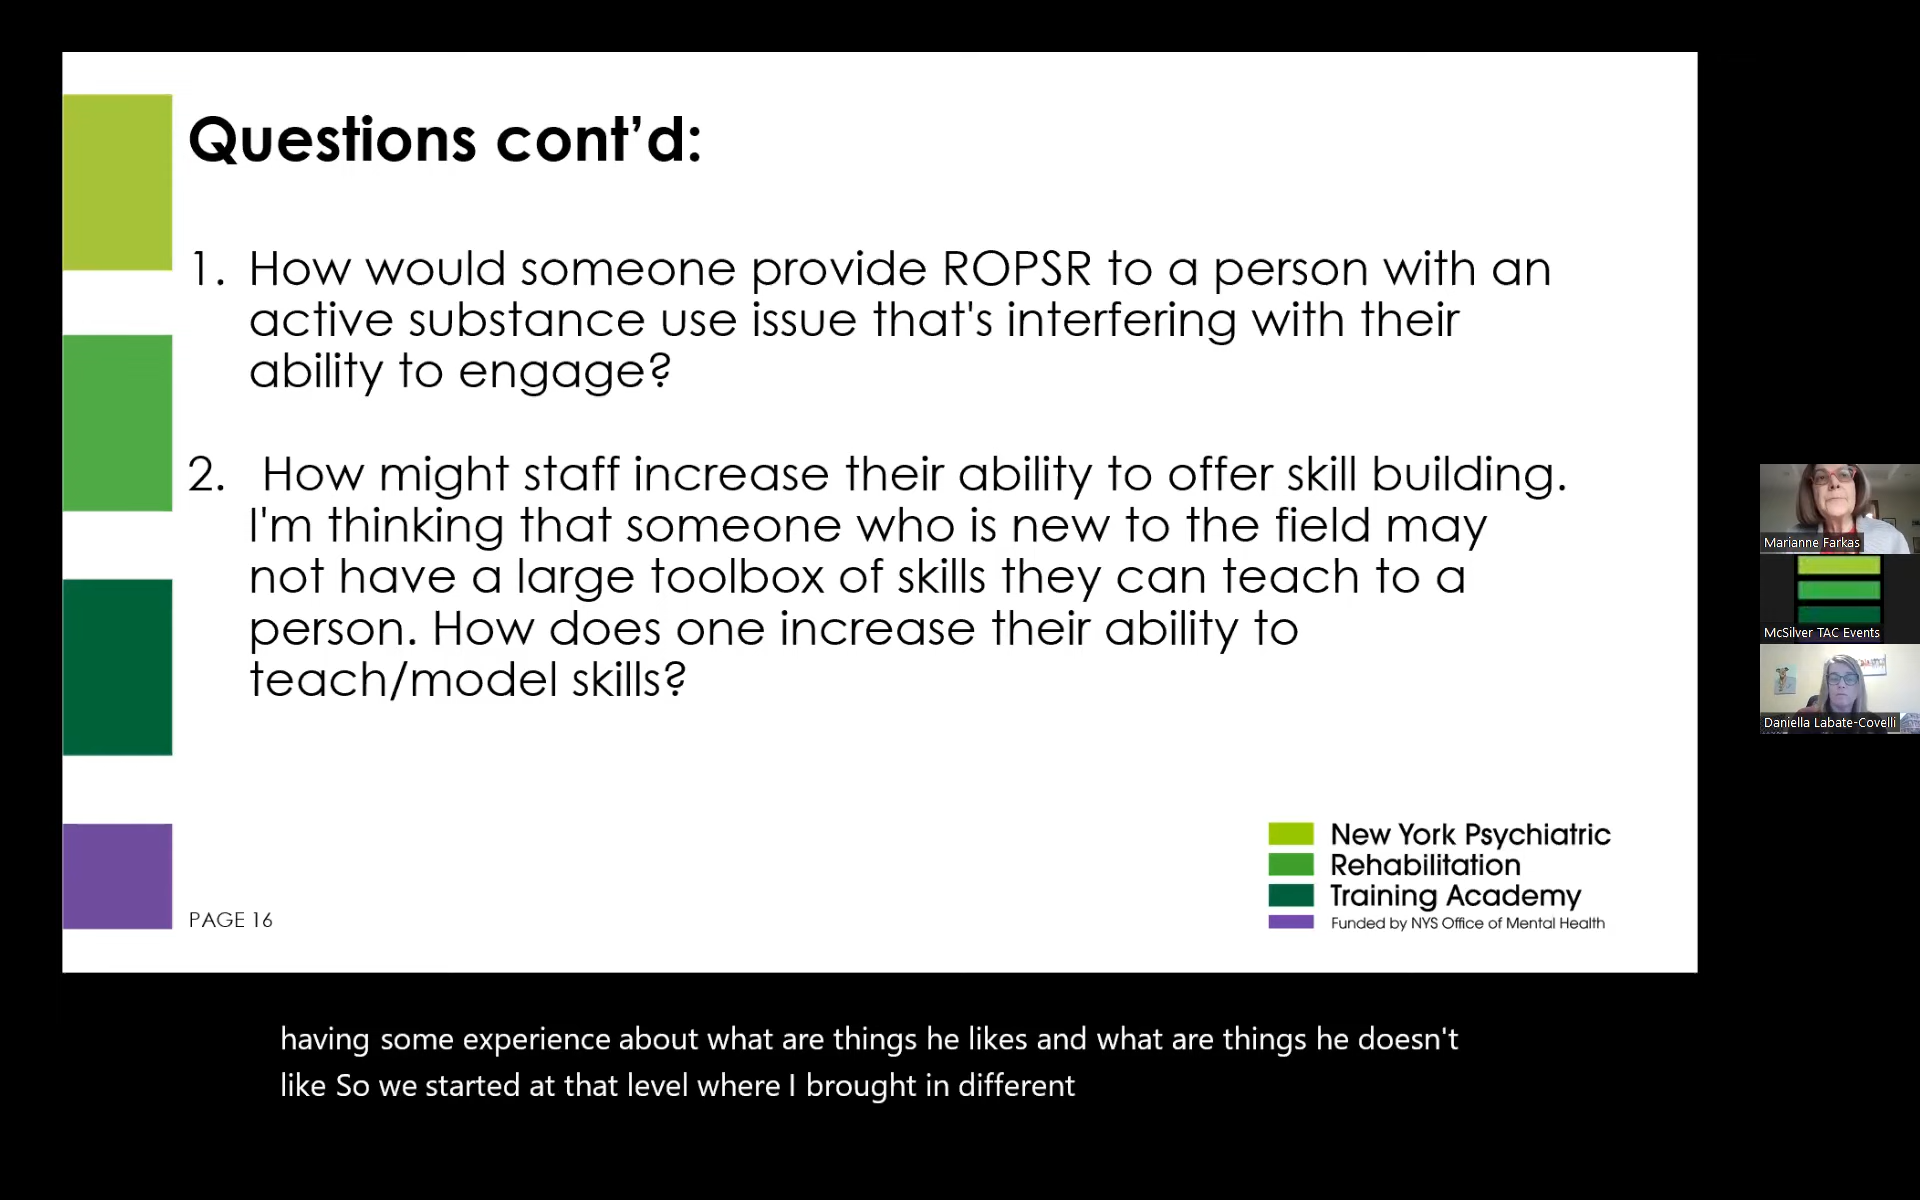 Questions cont’d:
1. How would someone provide ROPSR to a person with an
active substance use issue that's interfering with their
ability to engage?
2. How might staff increase their ability to offer skill building.
I'm thinking that someone who is new to the field may
not have a large toolbox of skills they can teach to a
person. How does one increase their ability to
teach/model skills?
PAGE 16
New York Psychiatric
Rehabilitation
Training Academy
Funded by NYS Office of Mental Health
Marianne Farkas
McSilver TAC Events
Daniella Labate-Covelli
having some experience about what are things he likes and what are things he doesn't
like So we started at that level where I brought in different